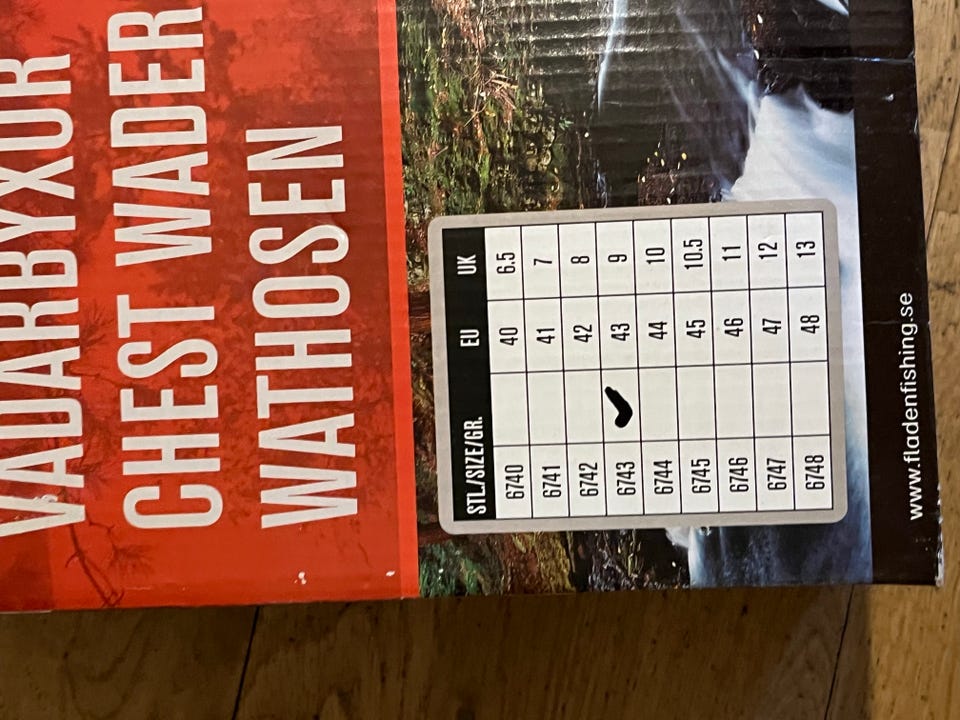 VADARBYXOR
CHEST WADER
WATHOSEN
STL/SIZE/GR. EU UK
6740 40 6.5
6741 41 7
6742 42 8
6743 43 9
6744 44 10
6745 45 10.5
6746 46 11
6747 47 12
6748 48 13
www.fladenfishing.se